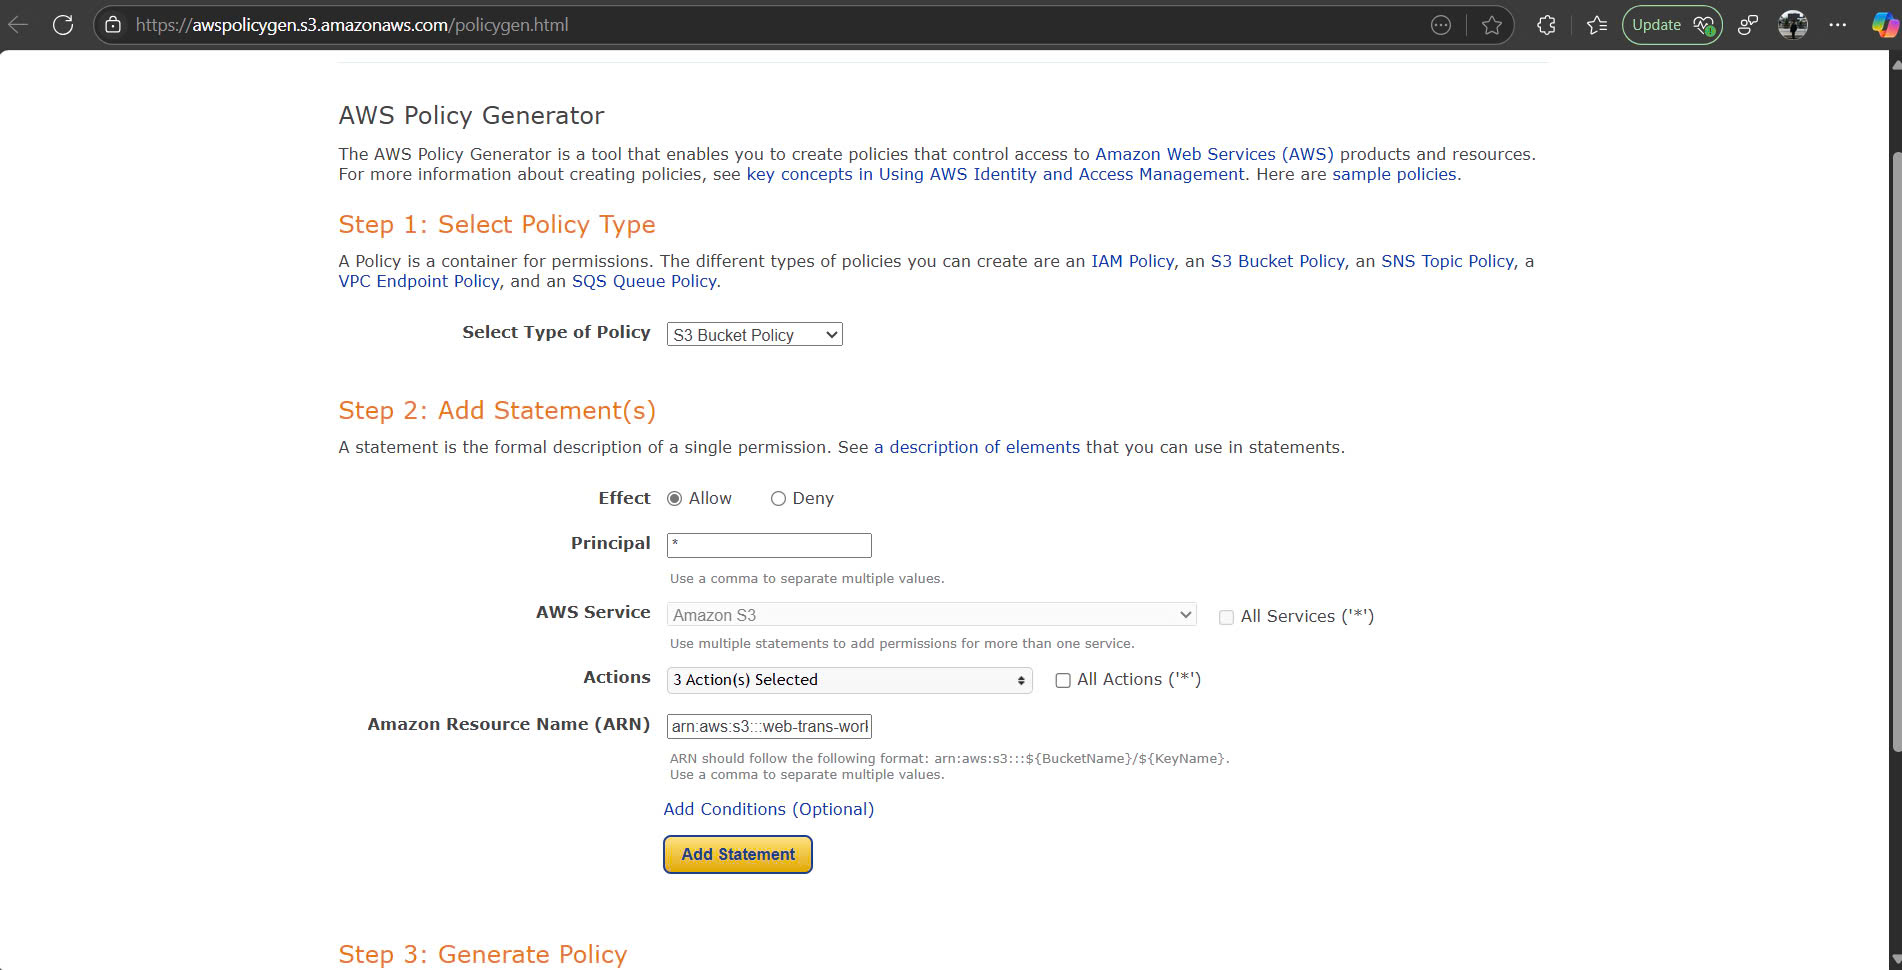 https://awspolicygen.s3.amazonaws.com/policygen.html
Update
AWS Policy Generator
The AWS Policy Generator is a tool that enables you to create policies that control access to Amazon Web Services (AWS) products and resources.
For more information about creating policies, see key concepts in Using AWS Identity and Access Management. Here are sample policies.
Step 1: Select Policy Type
A Policy is a container for permissions. The different types of policies you can create are an IAM Policy, an S3 Bucket Policy, an SNS Topic Policy, a
VPC Endpoint Policy, and an SQS Queue Policy.
Select Type of Policy S3 Bucket Policy
Step 2: Add Statement(s)
A statement is the formal description of a single permission. See a description of elements that you can use in statements.
Effect Allow Deny
Principal *
Use a comma to separate multiple values.
AWS Service Amazon S3 All Services ('*')
Use multiple statements to add permissions for more than one service.
Actions 3 Action(s) Selected All Actions ('*')
Amazon Resource Name (ARN) arn:aws:s3:::web-trans-worl
ARN should follow the following format: arn:aws:s3:::${BucketName}/${KeyName}.
Use a comma to separate multiple values.
Add Conditions (Optional)
Add Statement
Step 3: Generate Policy